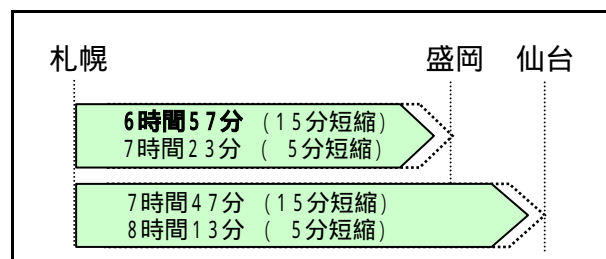 札幌 盛岡 仙台
6時間57分 (15分短縮)
7時間23分 ( 5分短縮)
7時間47分 (15分短縮)
8時間13分 ( 5分短縮)